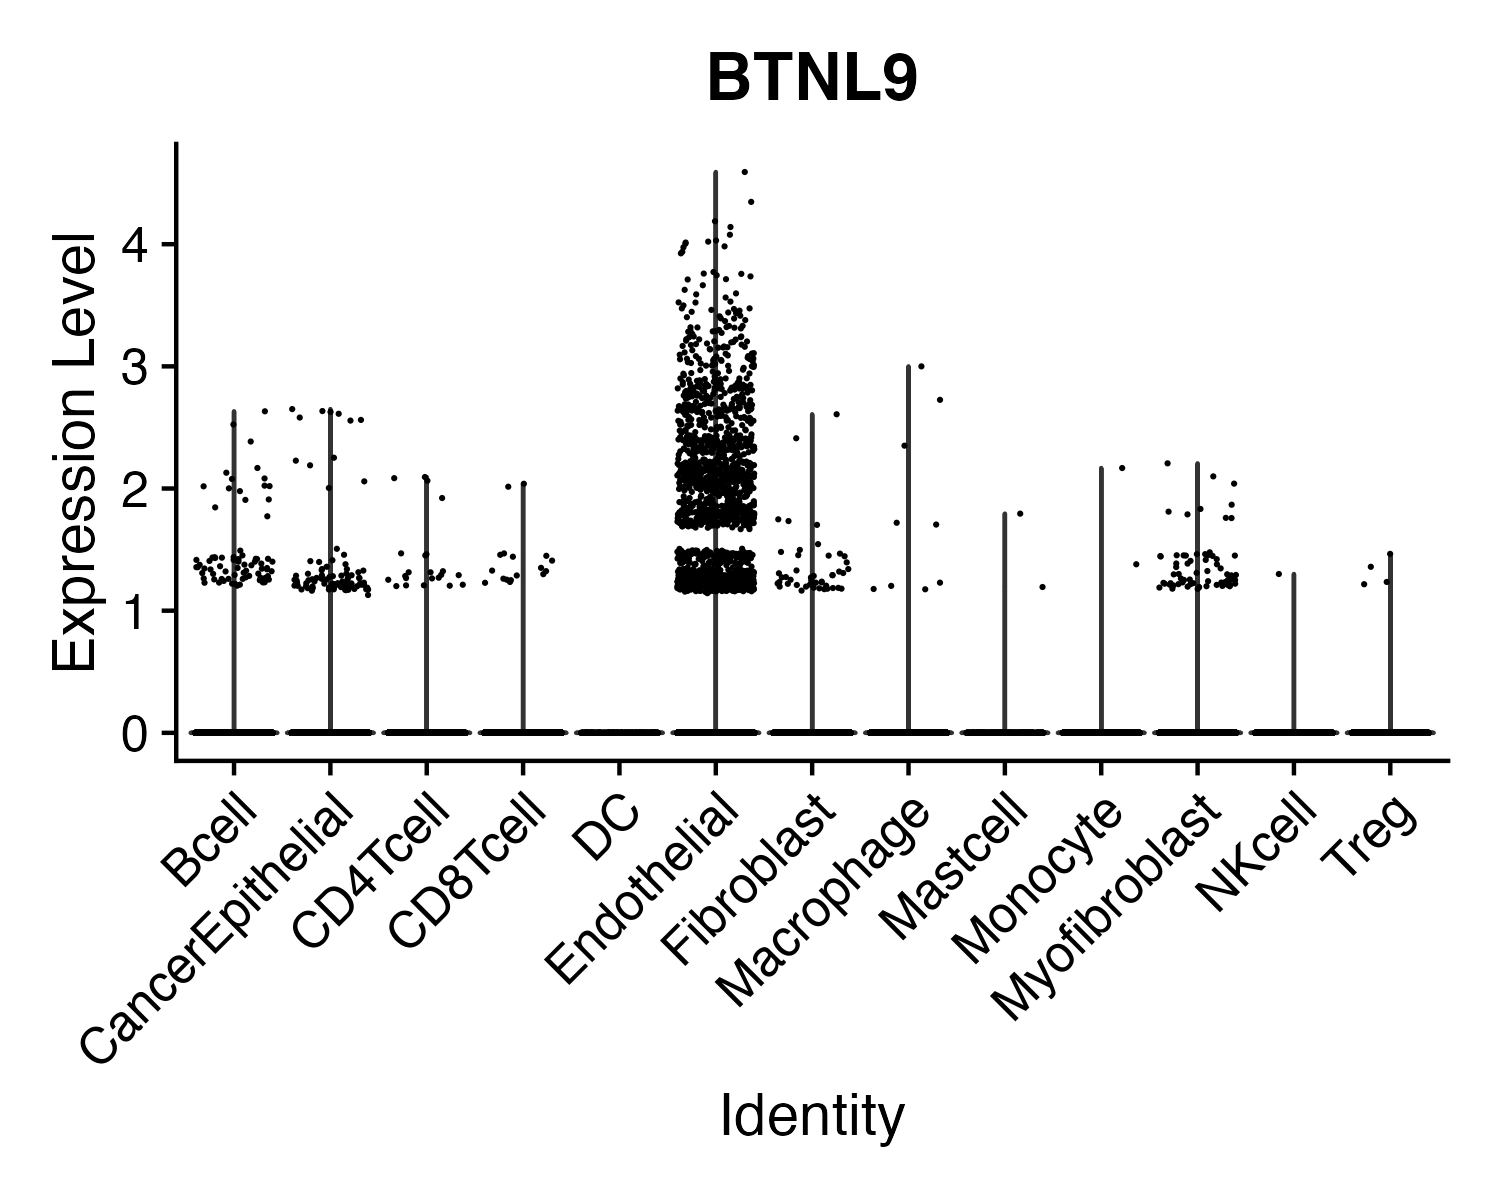 BTNL9
Expression Level
4
3
2
1
0
Bcell
CancerEpithelial
CD4Tcell
CD8Tcell
DC
Endothelial
Fibroblast
Macrophage
Mastcell
Monocyte
Myofibroblast
NKcell
Treg
Identity